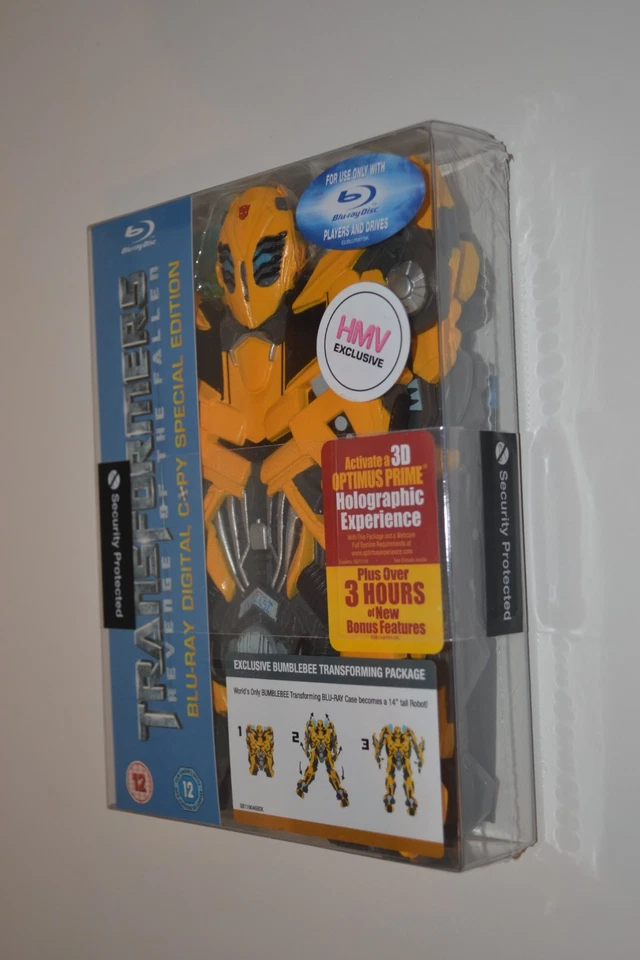 Blu-ray Disc
TRANSFORMERS
REVENGE OF THE FALLEN
BLU-RAY DIGITAL COPY SPECIAL EDITION
FOR USE ONLY WITH
Blu-ray Disc
PLAYERS AND DRIVES
HMV
EXCLUSIVE
Security Protected
Security Protected
Activate a 3D
OPTIMUS PRIME™
Holographic
Experience
Plus Over
3 HOURS
of New
Bonus Features
EXCLUSIVE BUMBLEBEE TRANSFORMING PACKAGE
World's Only BUMBLEBEE Transforming BLU-RAY Case becomes a 14" tall Robot!
1 2 3
12
12